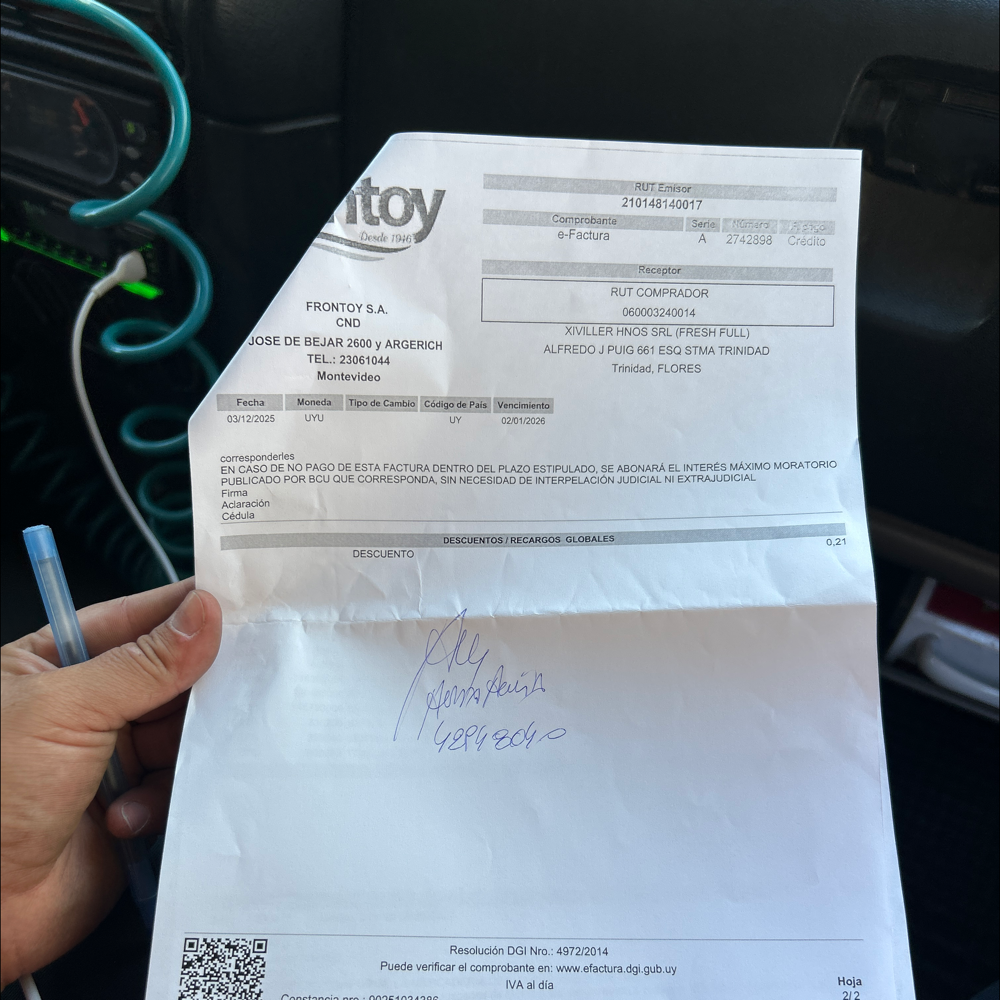 ntoy
Desde 1946
FRONTOY S.A.
CND
JOSE DE BEJAR 2600 y ARGERICH
TEL.: 23061044
Montevideo
RUT Emisor
210148140017
Comprobante Serie Número
e-Factura A 2742898 Crédito
Receptor
RUT COMPRADOR
060003240014
XIVILLER HNOS SRL (FRESH FULL)
ALFREDO J PUIG 661 ESQ STMA TRINIDAD
Trinidad, FLORES
Fecha Moneda Tipo de Cambio Código de País Vencimiento
03/12/2025 UYU UY 02/01/2026
corresponderles
EN CASO DE NO PAGO DE ESTA FACTURA DENTRO DEL PLAZO ESTIPULADO, SE ABONARÁ EL INTERÉS MÁXIMO MORATORIO
PUBLICADO POR BCU QUE CORRESPONDA, SIN NECESIDAD DE INTERPELACIÓN JUDICIAL NI EXTRAJUDICIAL
Firma
Aclaración
Cédula
DESCUENTOS / RECARGOS GLOBALES
DESCUENTO 0,21
Resolución DGI Nro.: 4972/2014
Puede verificar el comprobante en: www.efactura.dgi.gub.uy
IVA al día
Hoja
2/2